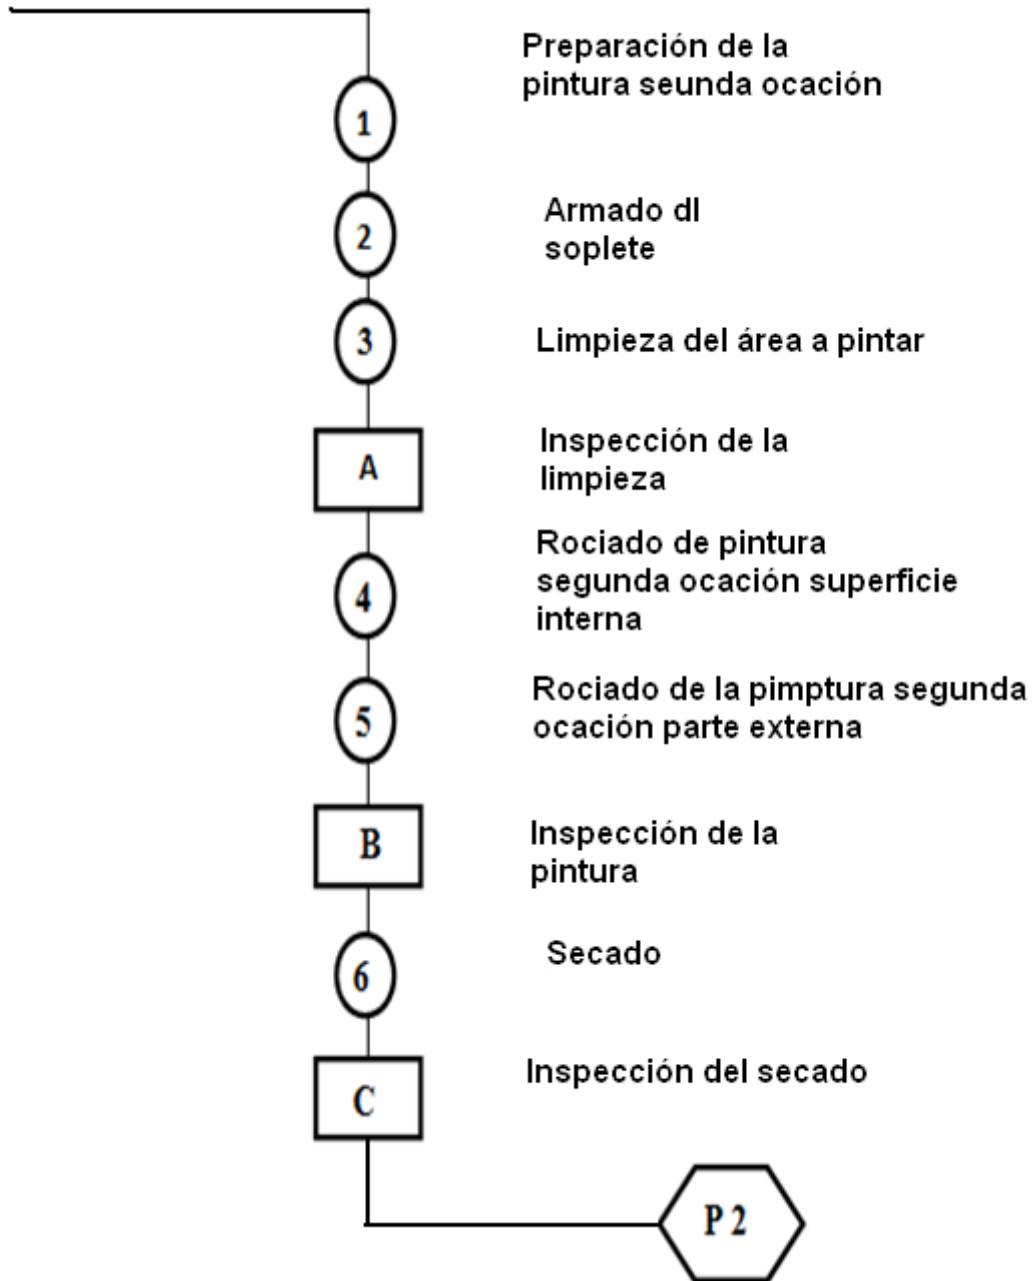 Preparación de la
pintura seunda ocación
1
2
Armado dl
soplete
3
Limpieza del área a pintar
A
Inspección de la
limpieza
Rociado de pintura
segunda ocación superficie
interna
4
Rociado de la pimptura segunda
ocación parte externa
5
B
Inspección de la
pintura
6
Secado
C
Inspección del secado
P 2